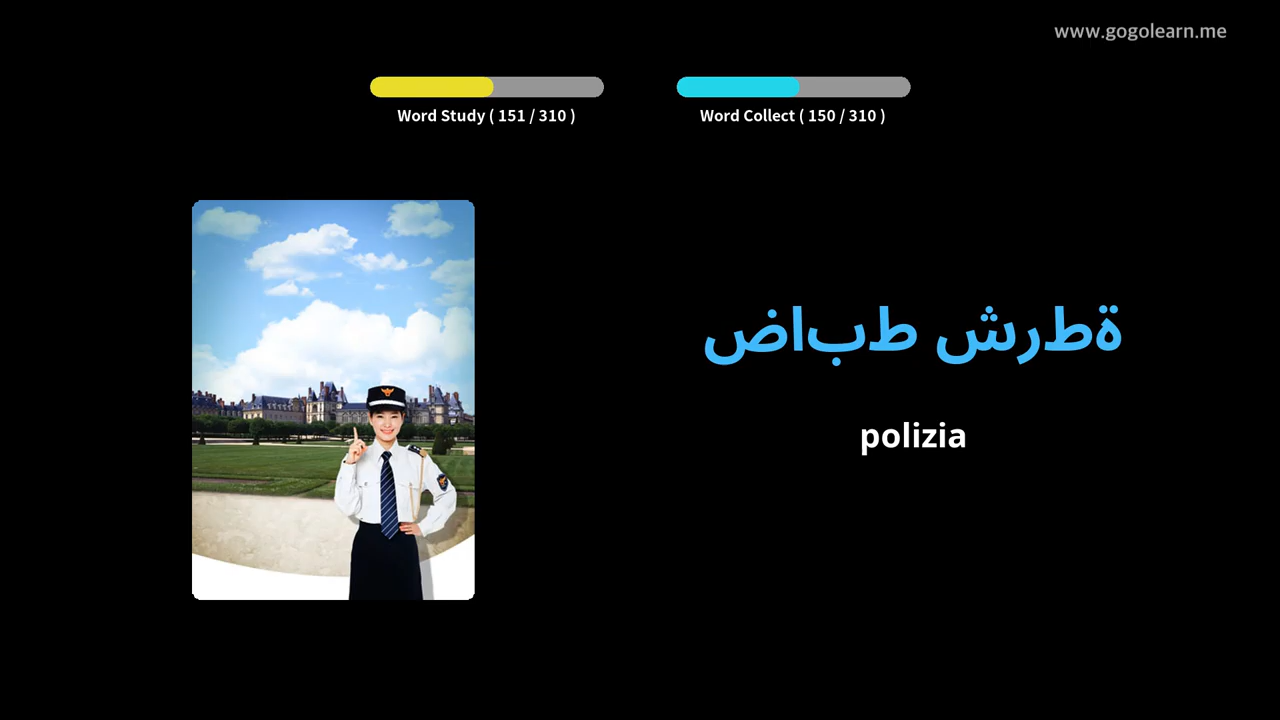 www.gogolearn.me
Word Study ( 151 / 310 )
Word Collect ( 150 / 310 )
ةطرش طباض
polizia